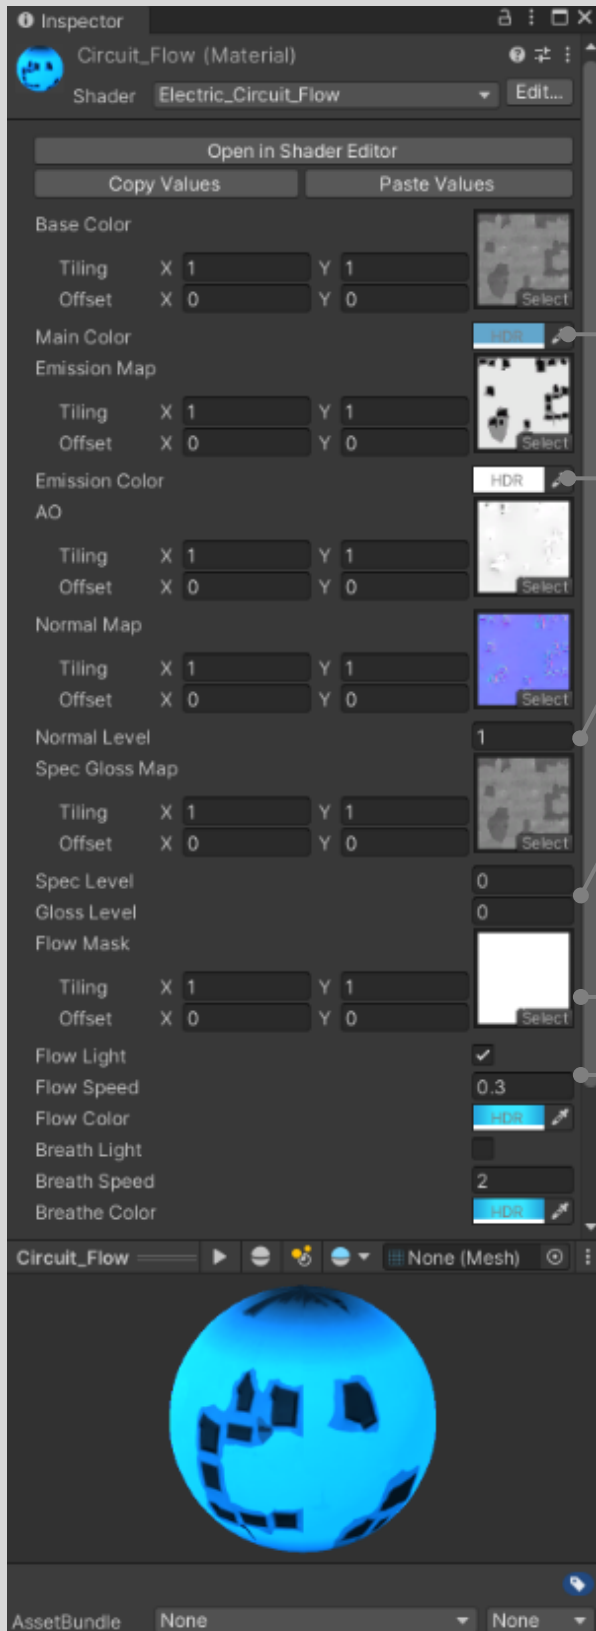 Inspector
Circuit_Flow (Material)
Shader Electric_Circuit_Flow Edit...
Open in Shader Editor
Copy Values Paste Values
Base Color
Tiling X 1 Y 1
Offset X 0 Y 0 Select
Main Color HDR
Emission Map
Tiling X 1 Y 1
Offset X 0 Y 0 Select
Emission Color HDR
AO
Tiling X 1 Y 1
Offset X 0 Y 0 Select
Normal Map
Tiling X 1 Y 1
Offset X 0 Y 0 Select
Normal Level 1
Spec Gloss Map
Tiling X 1 Y 1
Offset X 0 Y 0 Select
Spec Level 0
Gloss Level 0
Flow Mask
Tiling X 1 Y 1
Offset X 0 Y 0 Select
Flow Light
Flow Speed 0.3
Flow Color HDR
Breath Light
Breath Speed 2
Breathe Color HDR
Circuit_Flow None (Mesh)
AssetBundle None None